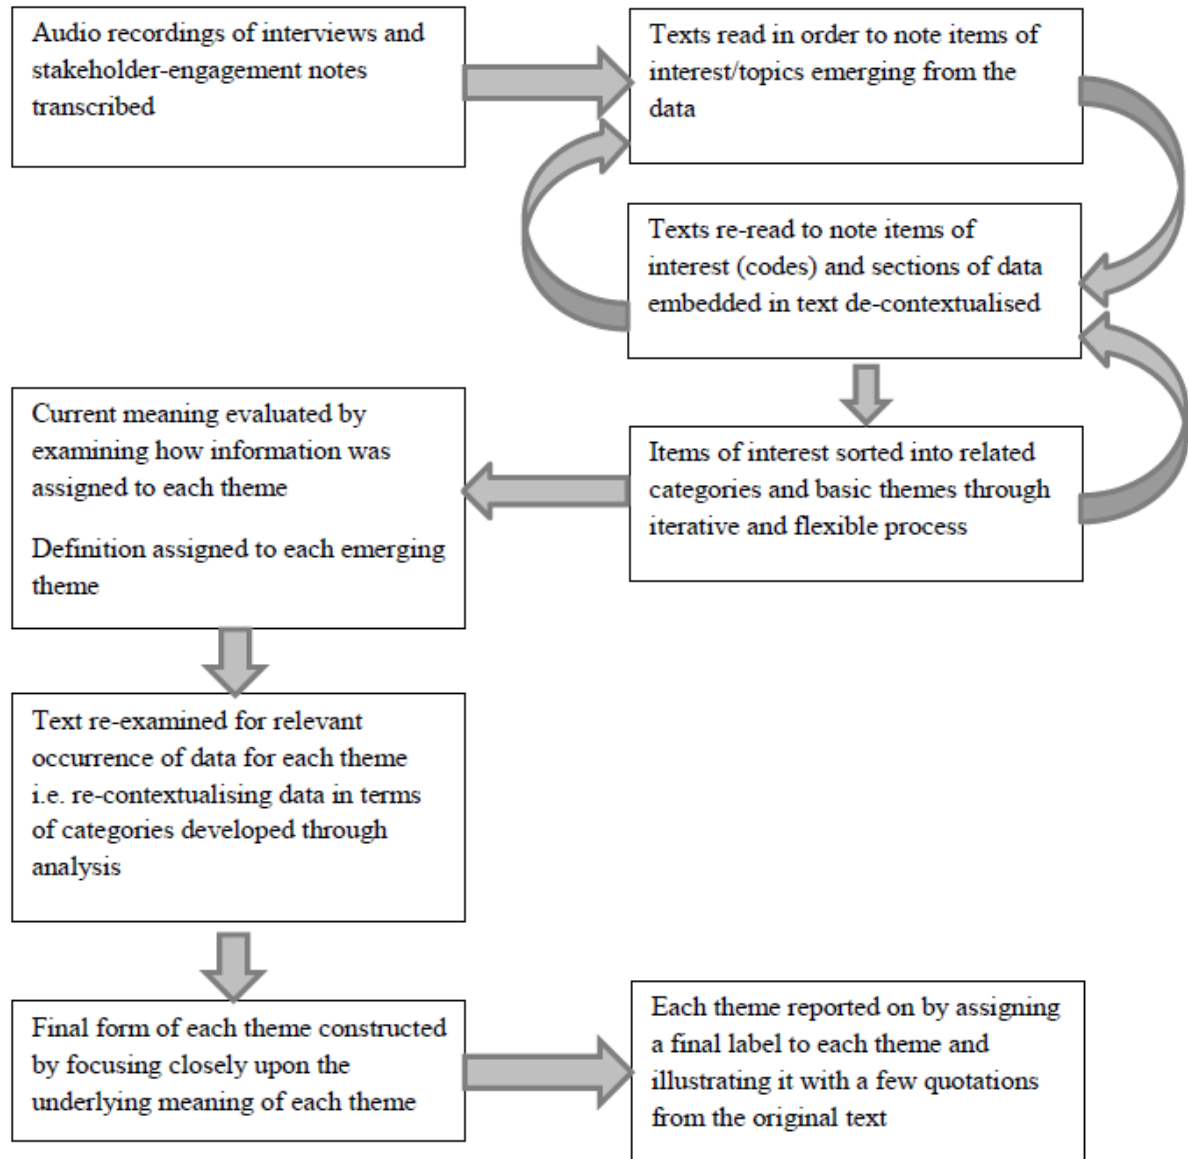 Audio recordings of interviews and
stakeholder-engagement notes
transcribed
Texts read in order to note items of
interest/topics emerging from the
data
Texts re-read to note items of
interest (codes) and sections of data
embedded in text de-contextualised
Items of interest sorted into related
categories and basic themes through
iterative and flexible process
Current meaning evaluated by
examining how information was
assigned to each theme
Definition assigned to each emerging
theme
Text re-examined for relevant
occurrence of data for each theme
i.e. re-contextualising data in terms
of categories developed through
analysis
Final form of each theme constructed
by focusing closely upon the
underlying meaning of each theme
Each theme reported on by assigning
a final label to each theme and
illustrating it with a few quotations
from the original text